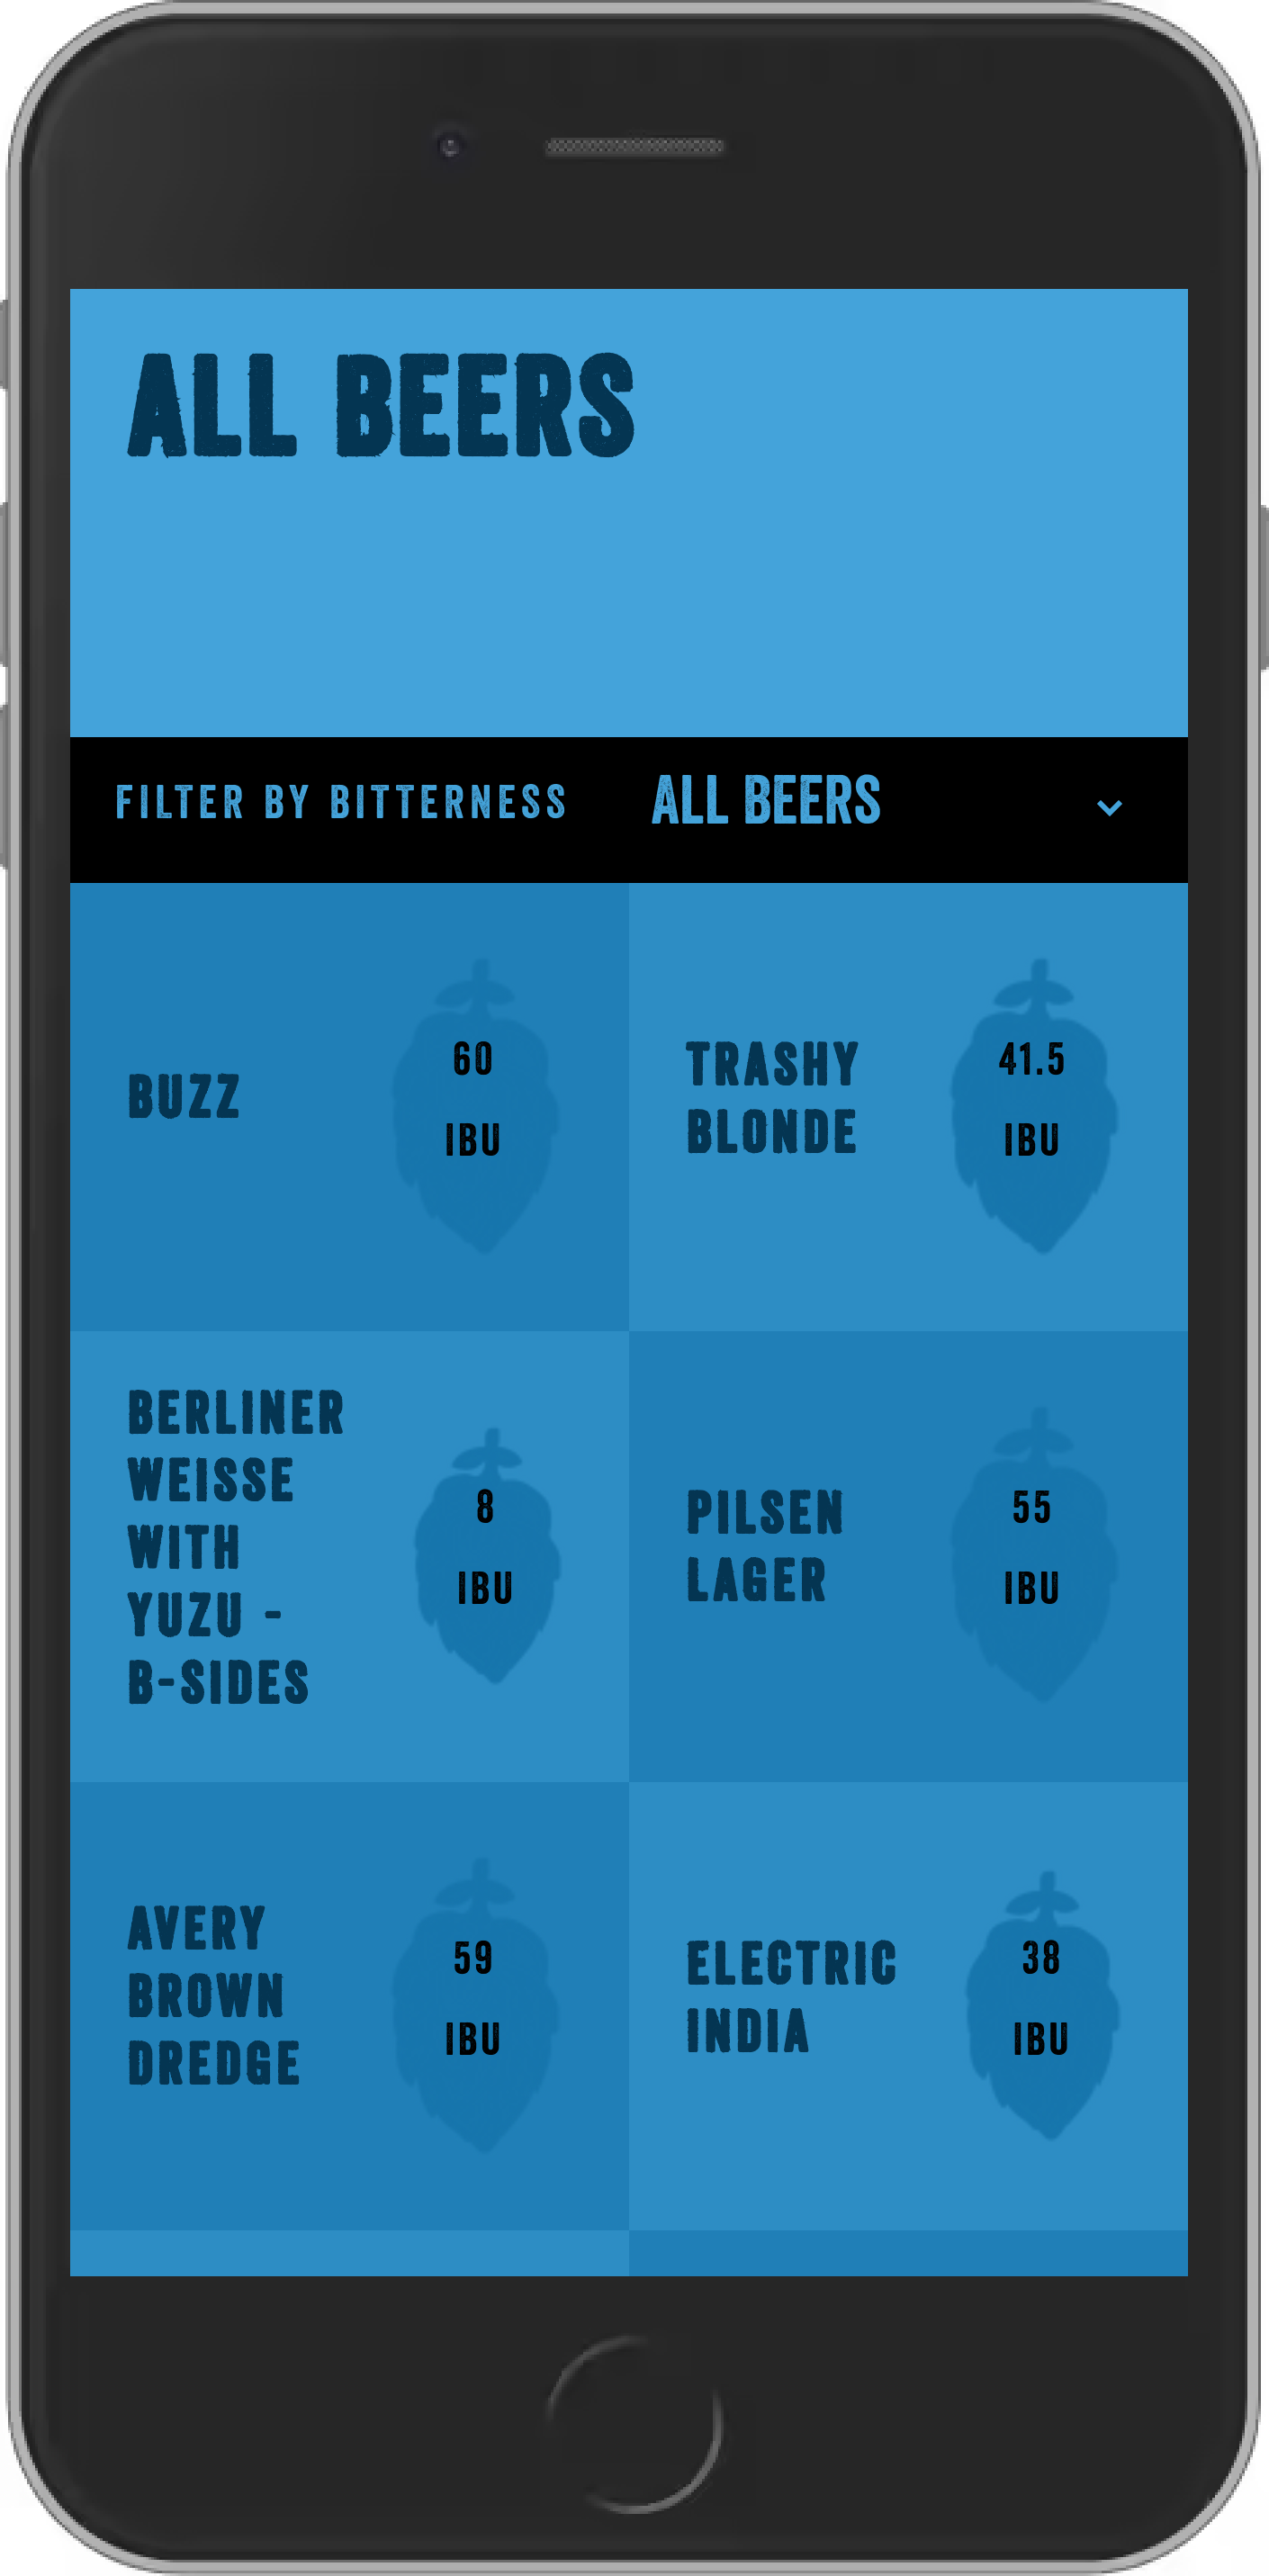 ALL BEERS
FILTER BY BITTERNESS
ALL BEERS
BUZZ
60
IBU
TRASHY
BLONDE
41.5
IBU
BERLINER
WEISSE
WITH
YUZU -
B-SIDES
8
IBU
PILSEN
LAGER
55
IBU
AVERY
BROWN
DREDGE
59
IBU
ELECTRIC
INDIA
38
IBU